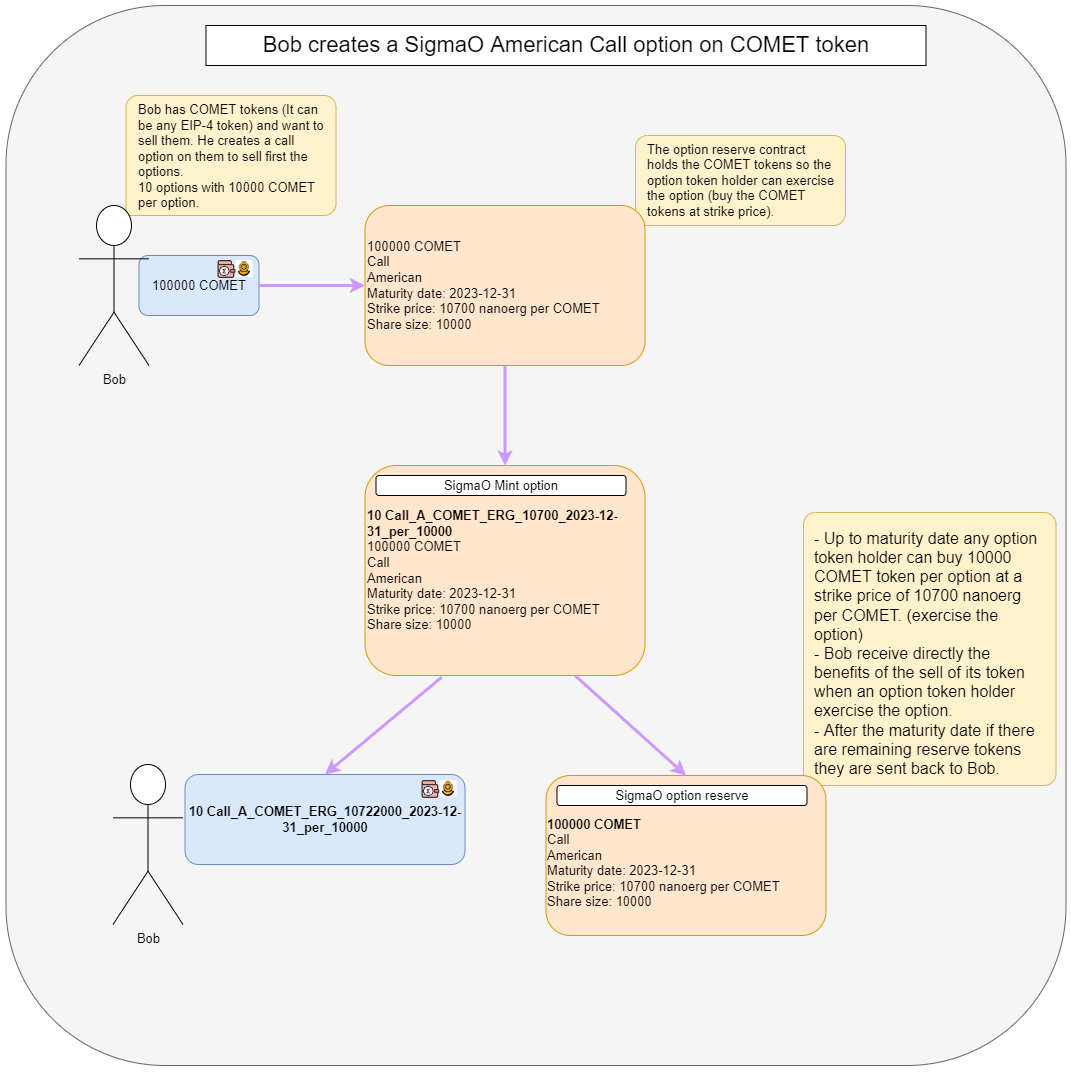 Bob creates a SigmaO American Call option on COMET token
Bob has COMET tokens (It can
be any EIP-4 token) and want to
sell them. He creates a call
option on them to sell first the
options.
10 options with 10000 COMET
per option.
The option reserve contract
holds the COMET tokens so the
option token holder can exercise
the option (buy the COMET
tokens at strike price).
100000 COMET
Bob
100000 COMET
Call
American
Maturity date: 2023-12-31
Strike price: 10700 nanoerg per COMET
Share size: 10000
SigmaO Mint option
10 Call_A_COMET_ERG_10700_2023-12-
31_per_10000
100000 COMET
Call
American
Maturity date: 2023-12-31
Strike price: 10700 nanoerg per COMET
Share size: 10000
- Up to maturity date any option
token holder can buy 10000
COMET token per option at a
strike price of 10700 nanoerg
per COMET. (exercise the
option)
- Bob receive directly the
benefits of the sell of its token
when an option token holder
exercise the option.
- After the maturity date if there
are remaining reserve tokens
they are sent back to Bob.
10 Call_A_COMET_ERG_10722000_2023-12-
31_per_10000
Bob
SigmaO option reserve
100000 COMET
Call
American
Maturity date: 2023-12-31
Strike price: 10700 nanoerg per COMET
Share size: 10000